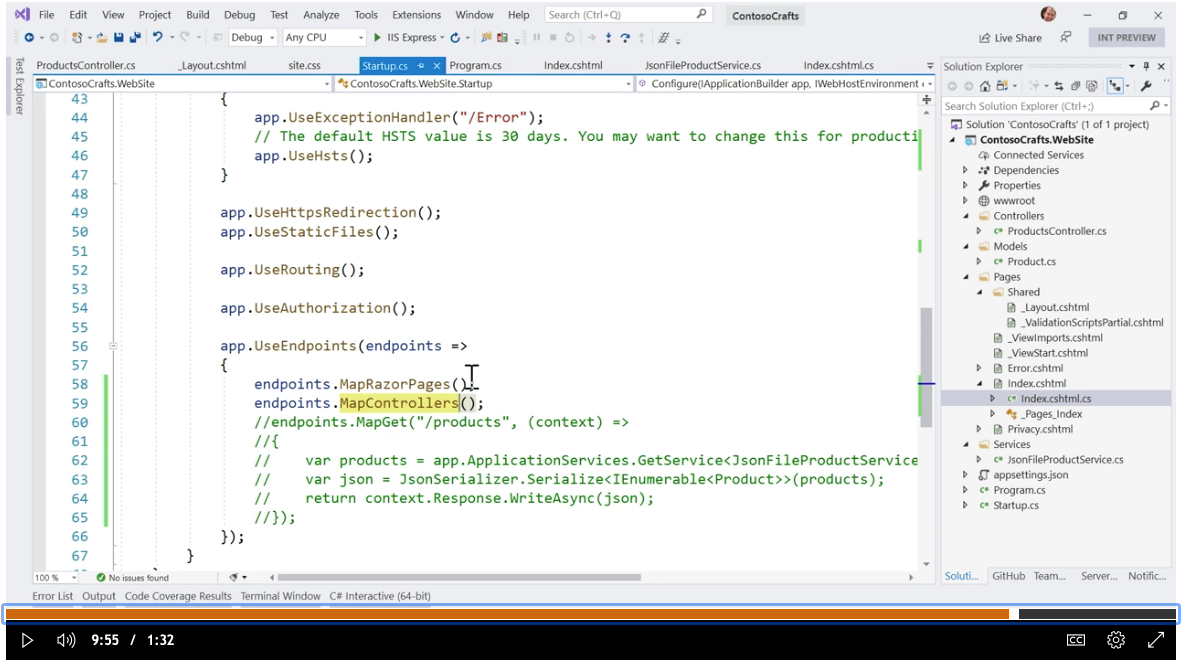 File Edit View Project Build Debug Test Analyze Tools Extensions Window Help Search (Ctrl+Q) ContosoCrafts
Debug Any CPU IIS Express Live Share INT PREVIEW
Test Explorer
ProductsController.cs _Layout.cshtml site.css Startup.cs Program.cs Index.cshtml JsonFileProductService.cs Index.cshtml.cs
ContosoCrafts.WebSite ContosoCrafts.WebSite.Startup Configure(IApplicationBuilder app, IWebHostEnvironment
43 {
44 app.UseExceptionHandler("/Error");
45 // The default HSTS value is 30 days. You may want to change this for producti
46 app.UseHsts();
47 }
48
49 app.UseHttpsRedirection();
50 app.UseStaticFiles();
51
52 app.UseRouting();
53
54 app.UseAuthorization();
55
56 app.UseEndpoints(endpoints =>
57 {
58 endpoints.MapRazorPages();
59 endpoints.MapControllers();
60 //endpoints.MapGet("/products", (context) =>
61 //{
62 // var products = app.ApplicationServices.GetService<JsonFileProductService
63 // var json = JsonSerializer.Serialize<IEnumerable<Product>>(products);
64 // return context.Response.WriteAsync(json);
65 //});
66 });
67 }
100 % No issues found
Error List Output Code Coverage Results Terminal Window C# Interactive (64-bit)
Solution Explorer
Search Solution Explorer (Ctrl+;)
Solution 'ContosoCrafts' (1 of 1 project)
ContosoCrafts.WebSite
Connected Services
Dependencies
Properties
wwwroot
Controllers
C# ProductsController.cs
Models
C# Product.cs
Pages
Shared
_Layout.cshtml
_ValidationScriptsPartial.cshtml
_ViewImports.cshtml
_ViewStart.cshtml
Error.cshtml
Index.cshtml
C# Index.cshtml.cs
_Pages_Index
Privacy.cshtml
Services
C# JsonFileProductService.cs
appsettings.json
C# Program.cs
C# Startup.cs
Soluti... GitHub Team... Server... Notific...
9:55 / 1:32
CC